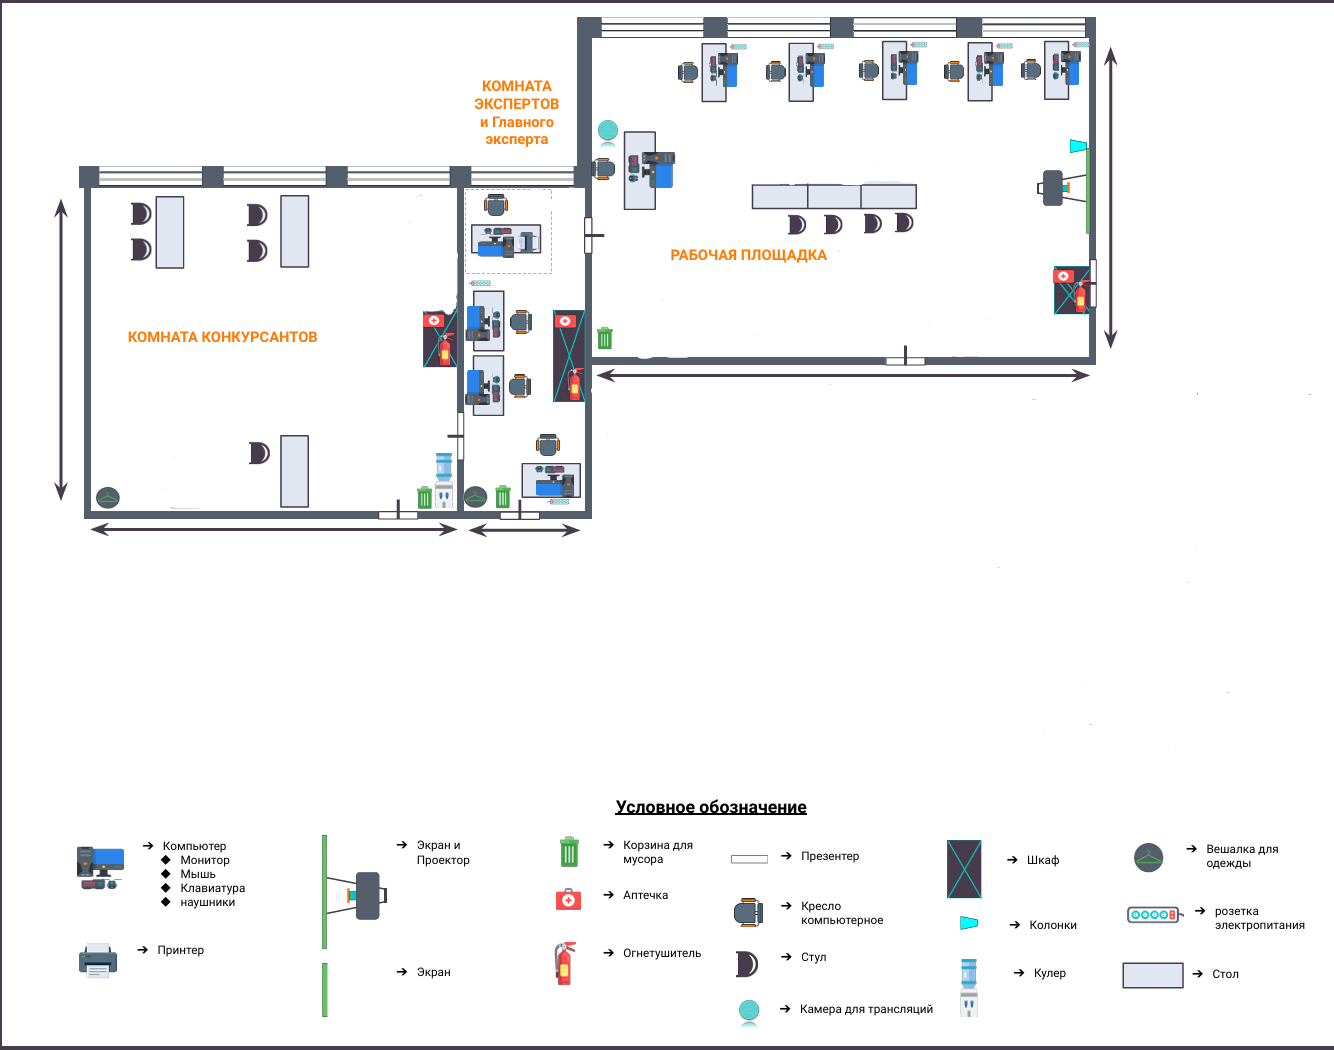 КОМНАТА
ЭКСПЕРТОВ
и Главного
эксперта
РАБОЧАЯ ПЛОЩАДКА
КОМНАТА КОНКУРСАНТОВ
Условное обозначение
Компьютер
Монитор
Мышь
Клавиатура
наушники
Принтер
Экран и
Проектор
Экран
Корзина для
мусора
Аптечка
Огнетушитель
Презентер
Кресло
компьютерное
Стул
Камера для трансляций
Шкаф
Колонки
Кулер
Вешалка для
одежды
розетка
электропитания
Стол